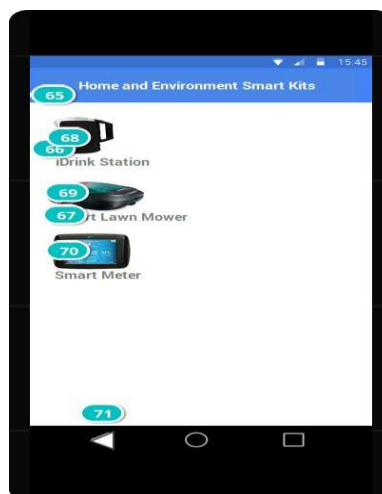 15:45
Home and Environment Smart Kits
65
68
66
iDrink Station
69
67 rt Lawn Mower
70
Smart Meter
71